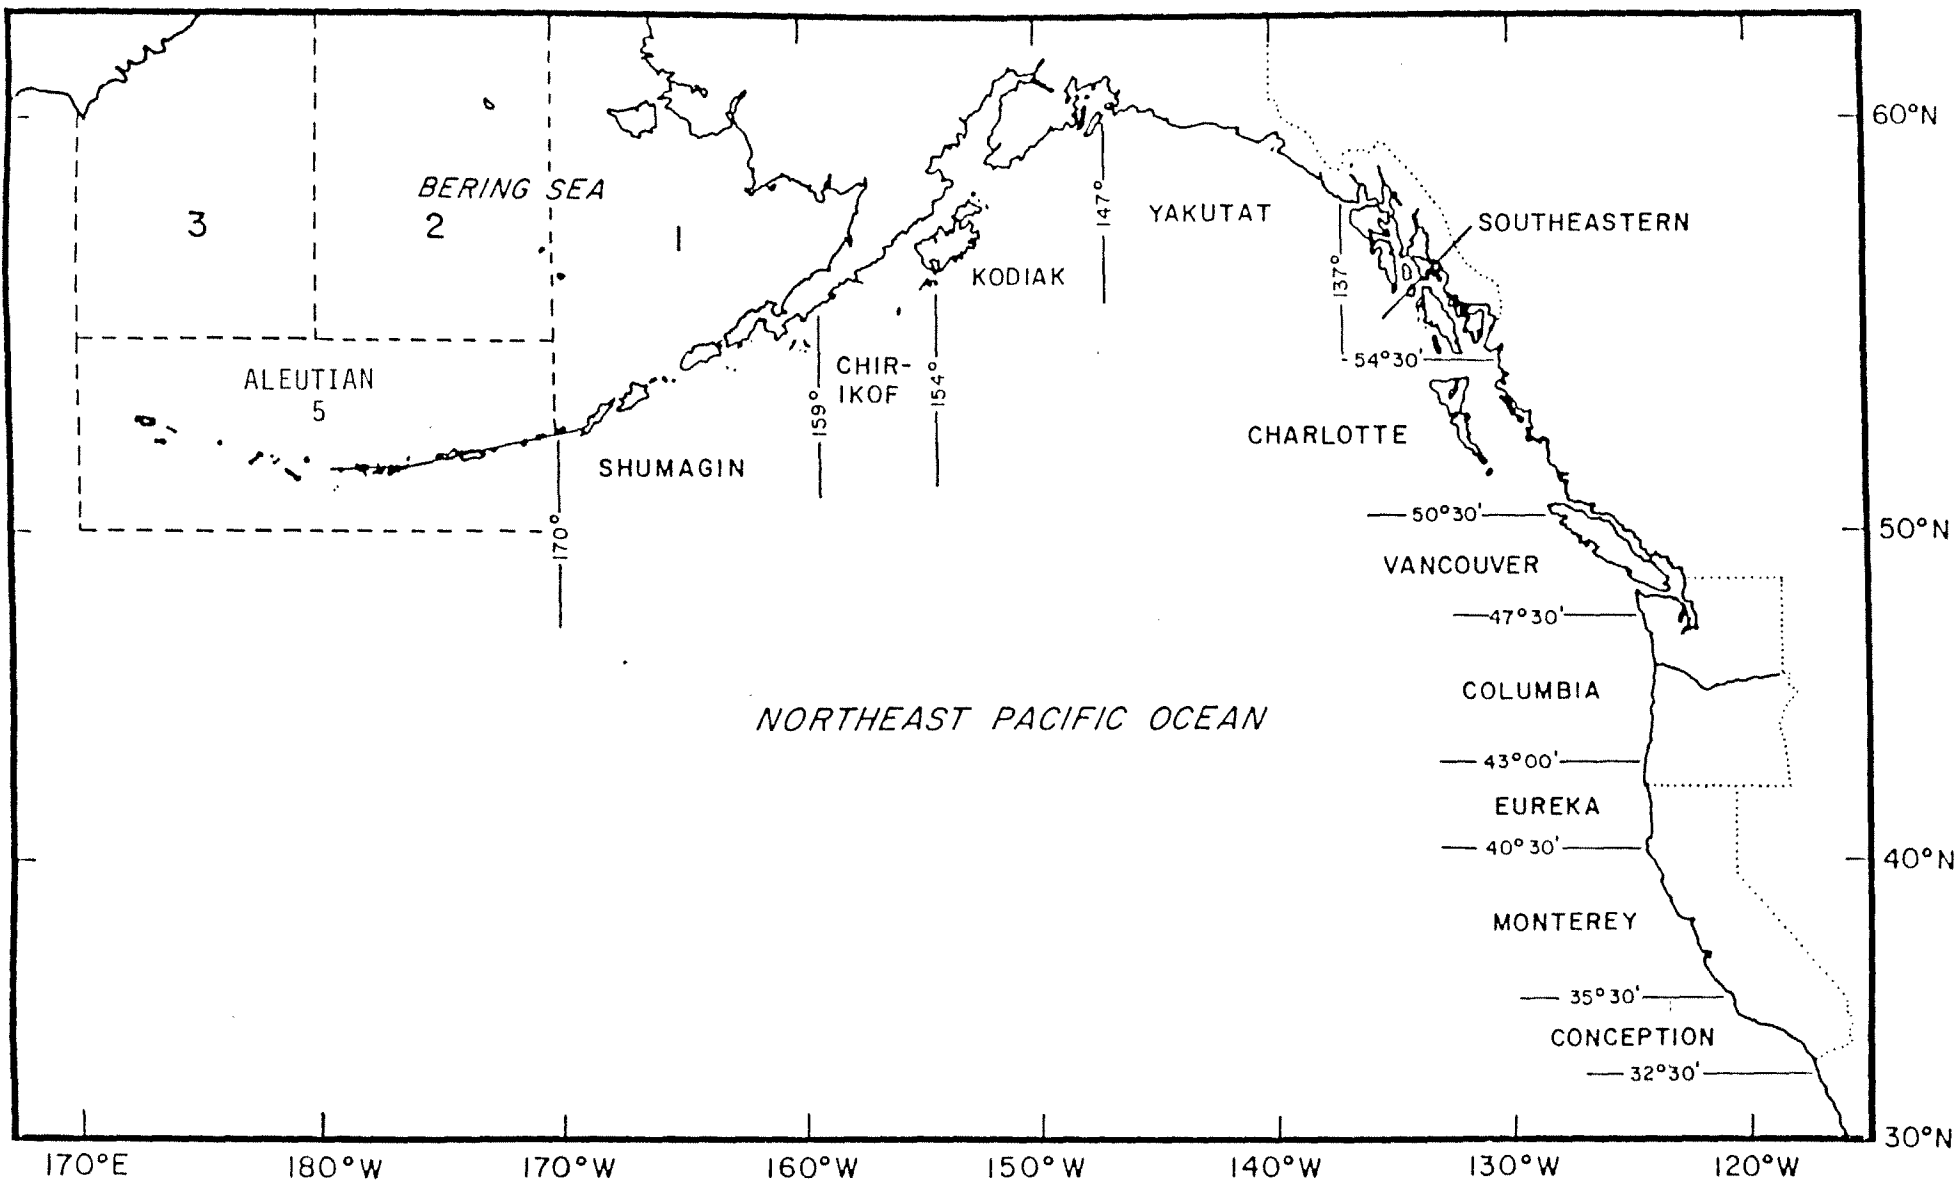 60°N
BERING SEA
3
2
1
147°
YAKUTAT
SOUTHEASTERN
KODIAK
137°
54°30'
ALEUTIAN
5
CHIR-
IKOF
159°
154°
CHARLOTTE
SHUMAGIN
170°
50°30'
50°N
VANCOUVER
47°30'
COLUMBIA
NORTHEAST PACIFIC OCEAN
43°00'
EUREKA
40°30'
40°N
MONTEREY
35°30'
CONCEPTION
32°30'
30°N
170°E
180°W
170°W
160°W
150°W
140°W
130°W
120°W